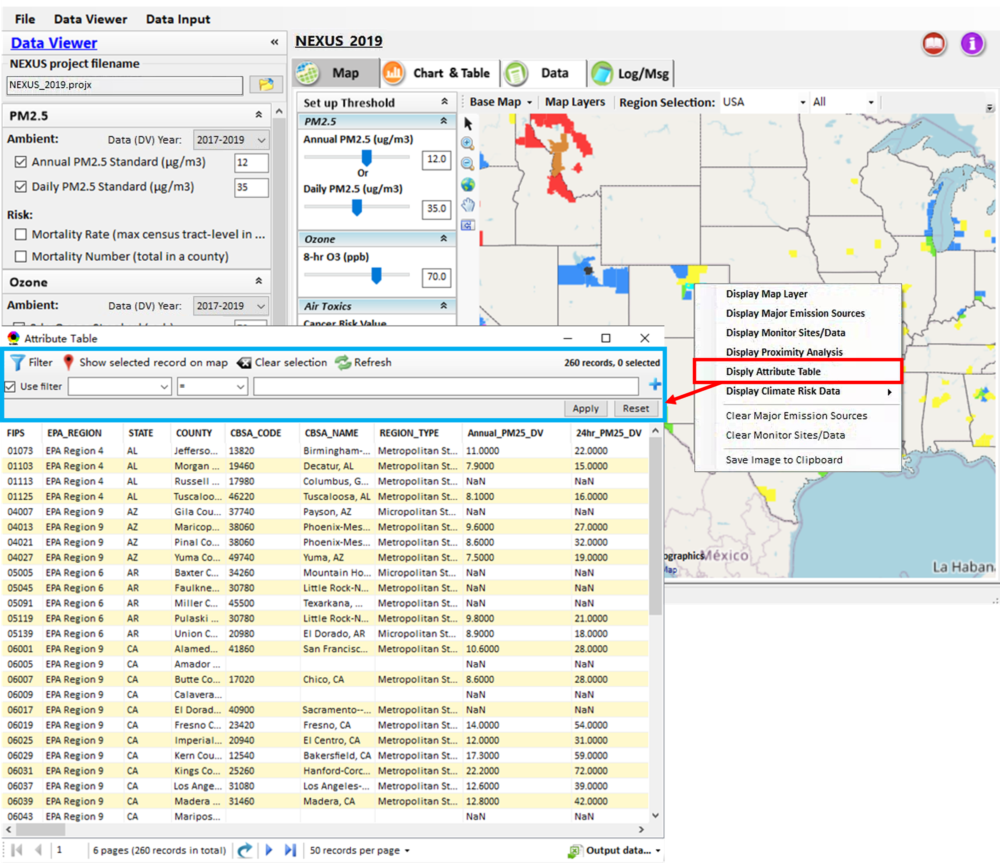 File Data Viewer Data Input
Data Viewer «
NEXUS project filename
NEXUS_2019.projx
PM2.5
Ambient: Data (DV) Year: 2017-2019
Annual PM2.5 Standard (µg/m3) 12
Daily PM2.5 Standard (µg/m3) 35
Risk:
Mortality Rate (max census tract-level in ...
Mortality Number (total in a county)
Ozone
Ambient: Data (DV) Year: 2017-2019
NEXUS_2019
Map Chart & Table Data Log/Msg
Set up Threshold
PM2.5
Annual PM2.5 (ug/m3)
12.0
Or
Daily PM2.5 (ug/m3)
35.0
Ozone
8-hr O3 (ppb)
70.0
Air Toxics
Cancer Risk Value
Base Map Map Layers Region Selection: USA All
Display Map Layer
Display Major Emission Sources
Display Monitor Sites/Data
Display Proximity Analysis
Disply Attribute Table
Display Climate Risk Data
Clear Major Emission Sources
Clear Monitor Sites/Data
Save Image to Clipboard
ographics México
Map
La Haban
Attribute Table
Filter Show selected record on map Clear selection Refresh 260 records, 0 selected
Use filter =
Apply Reset
FIPS EPA_REGION STATE COUNTY CBSA_CODE CBSA_NAME REGION_TYPE Annual_PM25_DV 24hr_PM25_DV
01073 EPA Region 4 AL Jefferso... 13820 Birmingham-... Metropolitan St... 11.0000 22.0000
01103 EPA Region 4 AL Morgan ... 19460 Decatur, AL Metropolitan St... 7.9000 15.0000
01113 EPA Region 4 AL Russell ... 17980 Columbus, G... Metropolitan St... NaN NaN
01125 EPA Region 4 AL Tuscaloo... 46220 Tuscaloosa, AL Metropolitan St... 8.1000 16.0000
04007 EPA Region 9 AZ Gila Cou... 37740 Payson, AZ Micropolitan St... NaN NaN
04013 EPA Region 9 AZ Maricop... 38060 Phoenix-Mes... Metropolitan St... 9.6000 27.0000
04021 EPA Region 9 AZ Pinal Co... 38060 Phoenix-Mes... Metropolitan St... 8.6000 32.0000
04027 EPA Region 9 AZ Yuma Co... 49740 Yuma, AZ Metropolitan St... 7.5000 19.0000
05005 EPA Region 6 AR Baxter C... 34260 Mountain Ho... Micropolitan St... NaN NaN
05045 EPA Region 6 AR Faulkne... 30780 Little Rock-N... Metropolitan St... NaN NaN
05091 EPA Region 6 AR Miller C... 45500 Texarkana, ... Metropolitan St... NaN NaN
05119 EPA Region 6 AR Pulaski ... 30780 Little Rock-N... Metropolitan St... 9.8000 21.0000
05139 EPA Region 6 AR Union C... 20980 El Dorado, AR Micropolitan St... 8.9000 18.0000
06001 EPA Region 9 CA Alamed... 41860 San Francisc... Metropolitan St... 10.6000 28.0000
06005 EPA Region 9 CA Amador ... NaN NaN
06007 EPA Region 9 CA Butte Co... 17020 Chico, CA Metropolitan St... 8.6000 28.0000
06009 EPA Region 9 CA Calavera... NaN NaN
06017 EPA Region 9 CA El Dorad... 40900 Sacramento--... Metropolitan St... NaN NaN
06019 EPA Region 9 CA Fresno C... 23420 Fresno, CA Metropolitan St... 14.0000 54.0000
06025 EPA Region 9 CA Imperial... 20940 El Centro, CA Metropolitan St... 12.0000 31.0000
06029 EPA Region 9 CA Kern Cou... 12540 Bakersfield, CA Metropolitan St... 17.3000 59.0000
06031 EPA Region 9 CA Kings Co... 25260 Hanford-Corc... Metropolitan St... 22.2000 72.0000
06037 EPA Region 9 CA Los Ange... 31080 Los Angeles-... Metropolitan St... 12.6000 39.0000
06039 EPA Region 9 CA Madera ... 31460 Madera, CA Metropolitan St... 12.8000 42.0000
06043 EPA Region 9 CA Maripos... NaN NaN
1 6 pages (260 records in total) 50 records per page Output data...